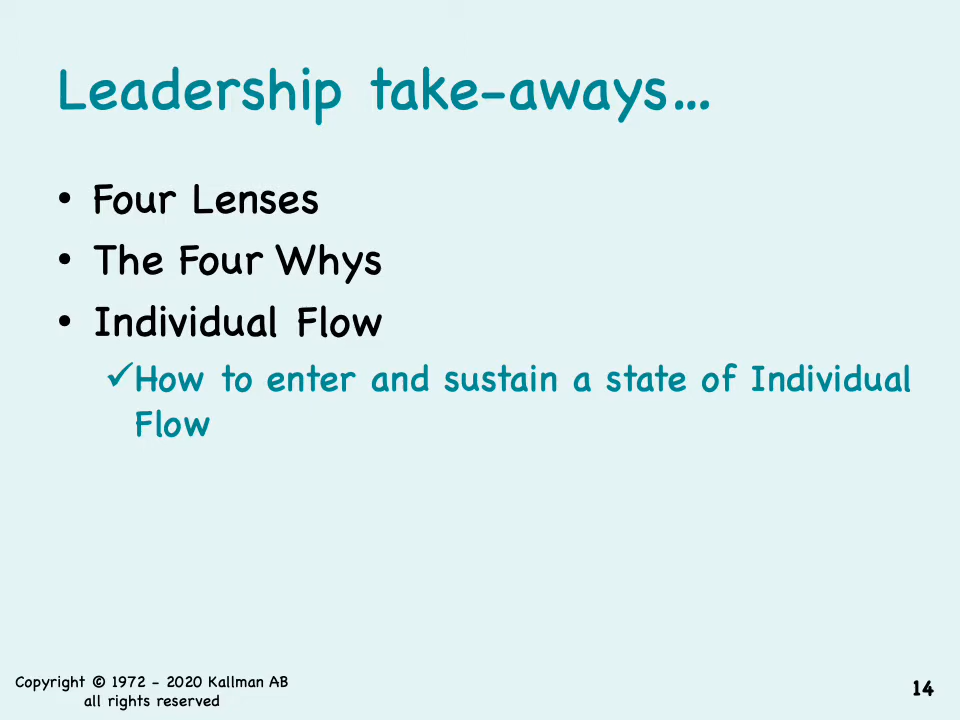 Leadership take-aways...
• Four Lenses
• The Four Whys
• Individual Flow
✓How to enter and sustain a state of Individual
Flow
Copyright © 1972 - 2020 Kallman AB
all rights reserved
14